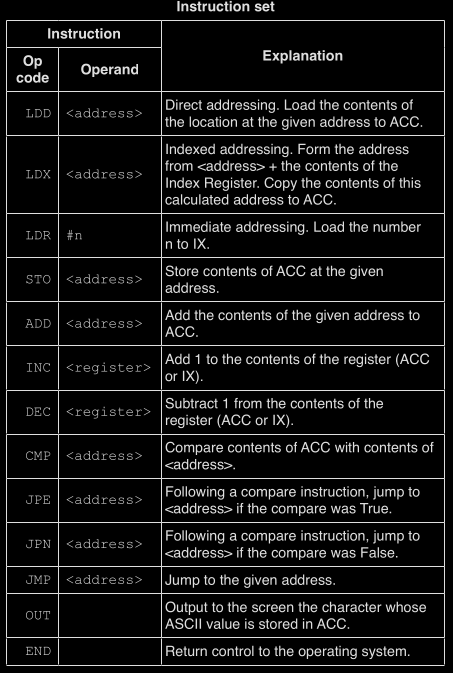 Instruction set
Instruction
Explanation
Op
code
Operand
LDD <address> Direct addressing. Load the contents of
the location at the given address to ACC.
LDX <address> Indexed addressing. Form the address
from <address> + the contents of the
Index Register. Copy the contents of this
calculated address to ACC.
LDR #n Immediate addressing. Load the number
n to IX.
STO <address> Store contents of ACC at the given
address.
ADD <address> Add the contents of the given address to
ACC.
INC <register> Add 1 to the contents of the register (ACC
or IX).
DEC <register> Subtract 1 from the contents of the
register (ACC or IX).
CMP <address> Compare contents of ACC with contents of
<address>.
JPE <address> Following a compare instruction, jump to
<address> if the compare was True.
JPN <address> Following a compare instruction, jump to
<address> if the compare was False.
JMP <address> Jump to the given address.
OUT Output to the screen the character whose
ASCII value is stored in ACC.
END Return control to the operating system.